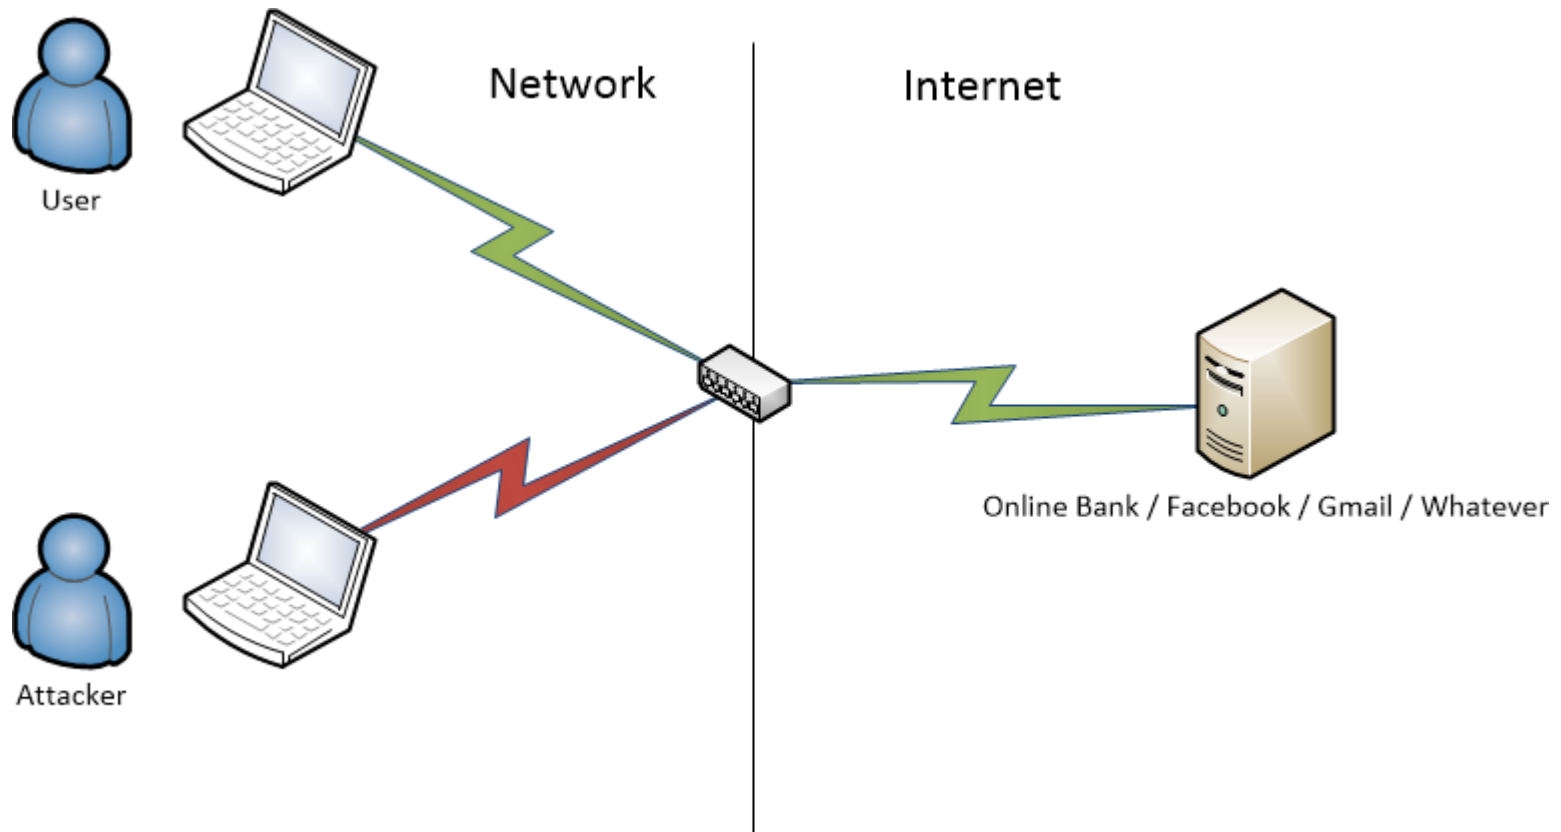 Network
Internet
User
Online Bank / Facebook / Gmail / Whatever
Attacker